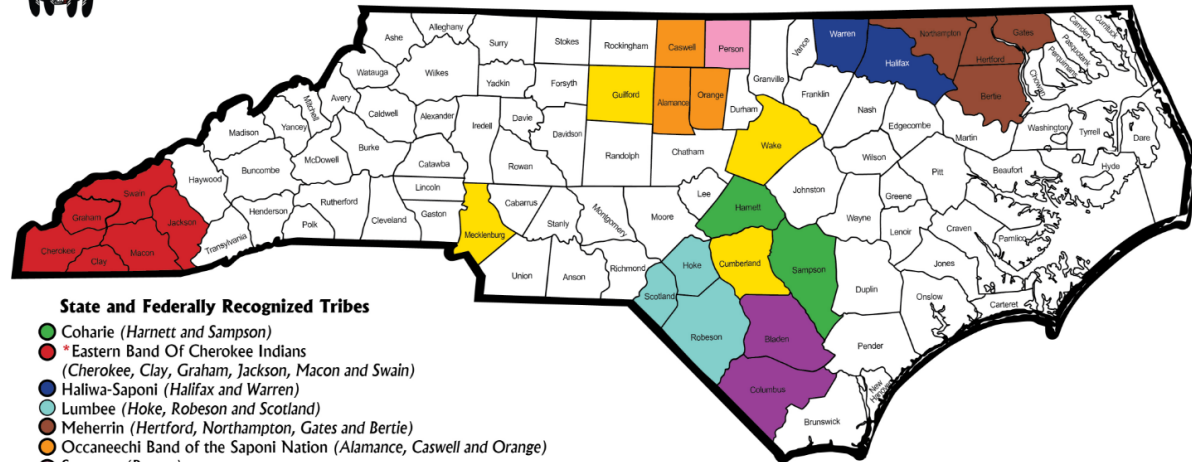 Ashe
Alleghany
Surry
Stokes
Rockingham
Caswell
Person
Vance
Warren
Northampton
Gates
Camden
Currituck
Pasquotank
Perquimans
Chowan
Hertford
Halifax
Bertie
Granville
Franklin
Watauga
Wilkes
Yadkin
Forsyth
Guilford
Alamance
Orange
Durham
Nash
Edgecombe
Martin
Washington
Tyrrell
Dare
Mitchell
Avery
Caldwell
Alexander
Iredell
Davie
Davidson
Randolph
Chatham
Wake
Wilson
Pitt
Beaufort
Hyde
Madison
Yancey
McDowell
Burke
Catawba
Rowan
Swain
Haywood
Buncombe
Lincoln
Lee
Johnston
Greene
Graham
Jackson
Henderson
Rutherford
Cleveland
Gaston
Cabarrus
Stanly
Montgomery
Moore
Harnett
Wayne
Lenoir
Craven
Pamlico
Cherokee
Clay
Macon
Transylvania
Polk
Mecklenburg
Union
Anson
Richmond
Hoke
Cumberland
Sampson
Duplin
Jones
Onslow
Carteret
Scotland
Robeson
Bladen
Pender
Columbus
New Hanover
Brunswick
State and Federally Recognized Tribes
Coharie (Harnett and Sampson)
*Eastern Band Of Cherokee Indians
(Cherokee, Clay, Graham, Jackson, Macon and Swain)
Haliwa-Saponi (Halifax and Warren)
Lumbee (Hoke, Robeson and Scotland)
Meherrin (Hertford, Northampton, Gates and Bertie)
Occaneechi Band of the Saponi Nation (Alamance, Caswell and Orange)